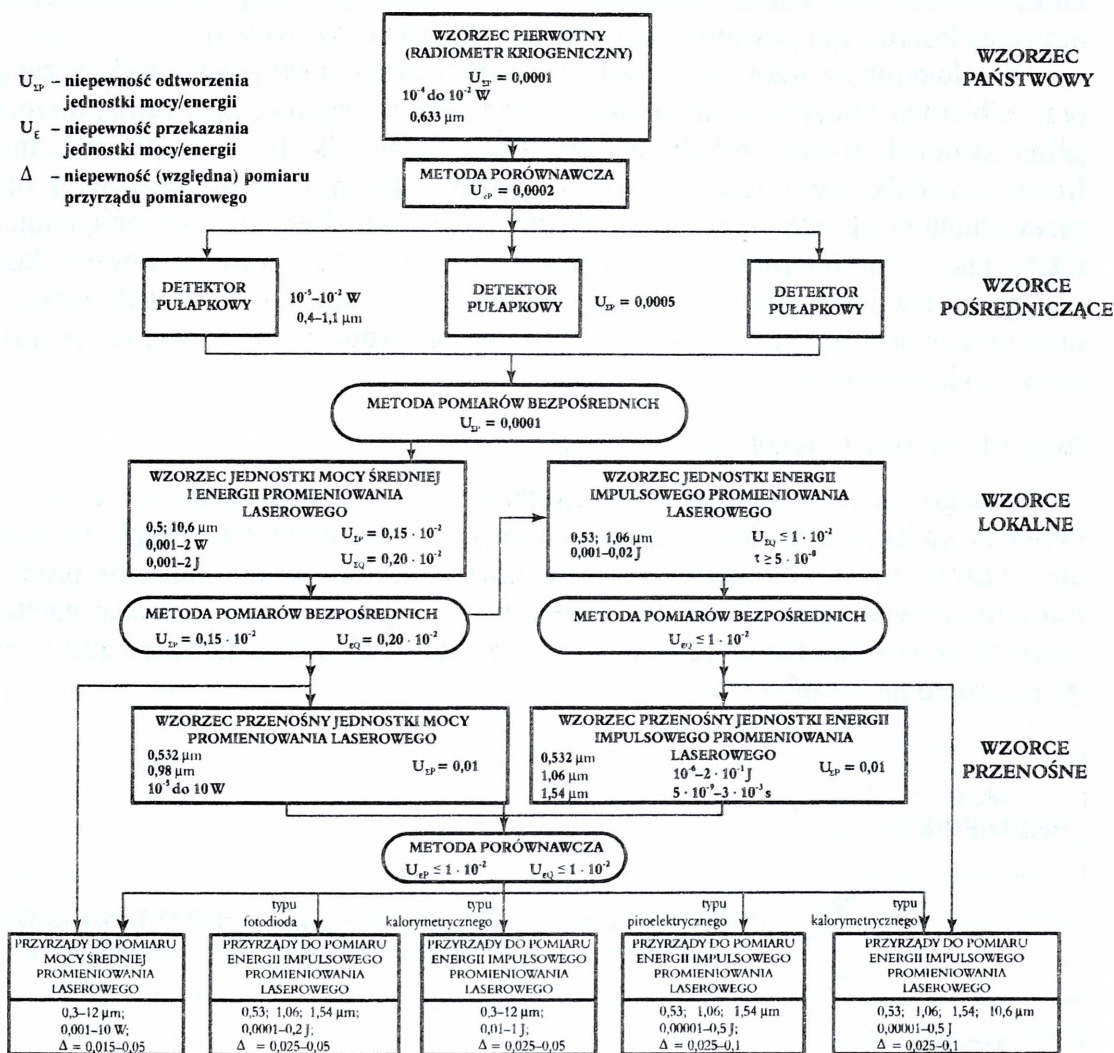 WZORZEC PIERWOTNY
(RADIOMETR KRIOGENICZNY)
U_ΣP = 0,0001
10⁻⁴ do 10⁻² W
0,633 µm
WZORZEC
PAŃSTWOWY
U_ΣP – niepewność odtworzenia
jednostki mocy/energii
U_ε – niepewność przekazania
jednostki mocy/energii
Δ – niepewność (względna) pomiaru
przyrządu pomiarowego
METODA PORÓWNAWCZA
U_εP = 0,0002
DETEKTOR
PUŁAPKOWY
10⁻⁵–10⁻² W
0,4–1,1 µm
DETEKTOR
PUŁAPKOWY
U_ΣP = 0,0005
DETEKTOR
PUŁAPKOWY
WZORCE
POŚREDNICZĄCE
METODA POMIARÓW BEZPOŚREDNICH
U_ΣP = 0,0001
WZORZEC JEDNOSTKI MOCY ŚREDNIEJ
I ENERGII PROMIENIOWANIA
LASEROWEGO
0,5; 10,6 µm
0,001–2 W
0,001–2 J
U_ΣP = 0,15 · 10⁻²
U_ΣQ = 0,20 · 10⁻²
WZORZEC JEDNOSTKI ENERGII
IMPULSOWEGO PROMIENIOWANIA
LASEROWEGO
0,53; 1,06 µm
0,001–0,02 J
U_ΣQ ≤ 1 · 10⁻²
τ ≥ 5 · 10⁻⁸
WZORCE
LOKALNE
METODA POMIARÓW BEZPOŚREDNICH
U_ΣP = 0,15 · 10⁻² U_εQ = 0,20 · 10⁻²
METODA POMIARÓW BEZPOŚREDNICH
U_εQ ≤ 1 · 10⁻²
WZORZEC PRZENOŚNY JEDNOSTKI MOCY
PROMIENIOWANIA LASEROWEGO
0,532 µm
0,98 µm
10⁻⁵ do 10 W
U_ΣP = 0,01
WZORZEC PRZENOŚNY JEDNOSTKI ENERGII
IMPULSOWEGO PROMIENIOWANIA
LASEROWEGO
0,532 µm
1,06 µm
1,54 µm
10⁻⁶–2 · 10⁻¹ J
5 · 10⁻⁹–3 · 10⁻³ s
U_ΣP = 0,01
WZORCE
PRZENOŚNE
METODA PORÓWNAWCZA
U_εP ≤ 1 · 10⁻² U_εQ ≤ 1 · 10⁻²
typu
fotodioda
typu
kalorymetrycznego
typu
piroelektrycznego
typu
kalorymetrycznego
PRZYRZĄDY DO POMIARU
MOCY ŚREDNIEJ
PROMIENIOWANIA
LASEROWEGO
0,3–12 µm;
0,001–10 W;
Δ = 0,015–0,05
PRZYRZĄDY DO POMIARU
ENERGII IMPULSOWEGO
PROMIENIOWANIA
LASEROWEGO
0,53; 1,06; 1,54 µm;
0,0001–0,2 J;
Δ = 0,025–0,05
PRZYRZĄDY DO POMIARU
ENERGII IMPULSOWEGO
PROMIENIOWANIA
LASEROWEGO
0,3–12 µm;
0,01–1 J;
Δ = 0,025–0,05
PRZYRZĄDY DO POMIARU
ENERGII IMPULSOWEGO
PROMIENIOWANIA
LASEROWEGO
0,53; 1,06; 1,54 µm
0,00001–0,5 J;
Δ = 0,025–0,1
PRZYRZĄDY DO POMIARU
ENERGII IMPULSOWEGO
PROMIENIOWANIA
LASEROWEGO
0,53; 1,06; 1,54; 10,6 µm
0,00001–0,5 J
Δ = 0,025–0,1